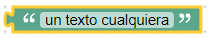 “ un texto cualquiera ”